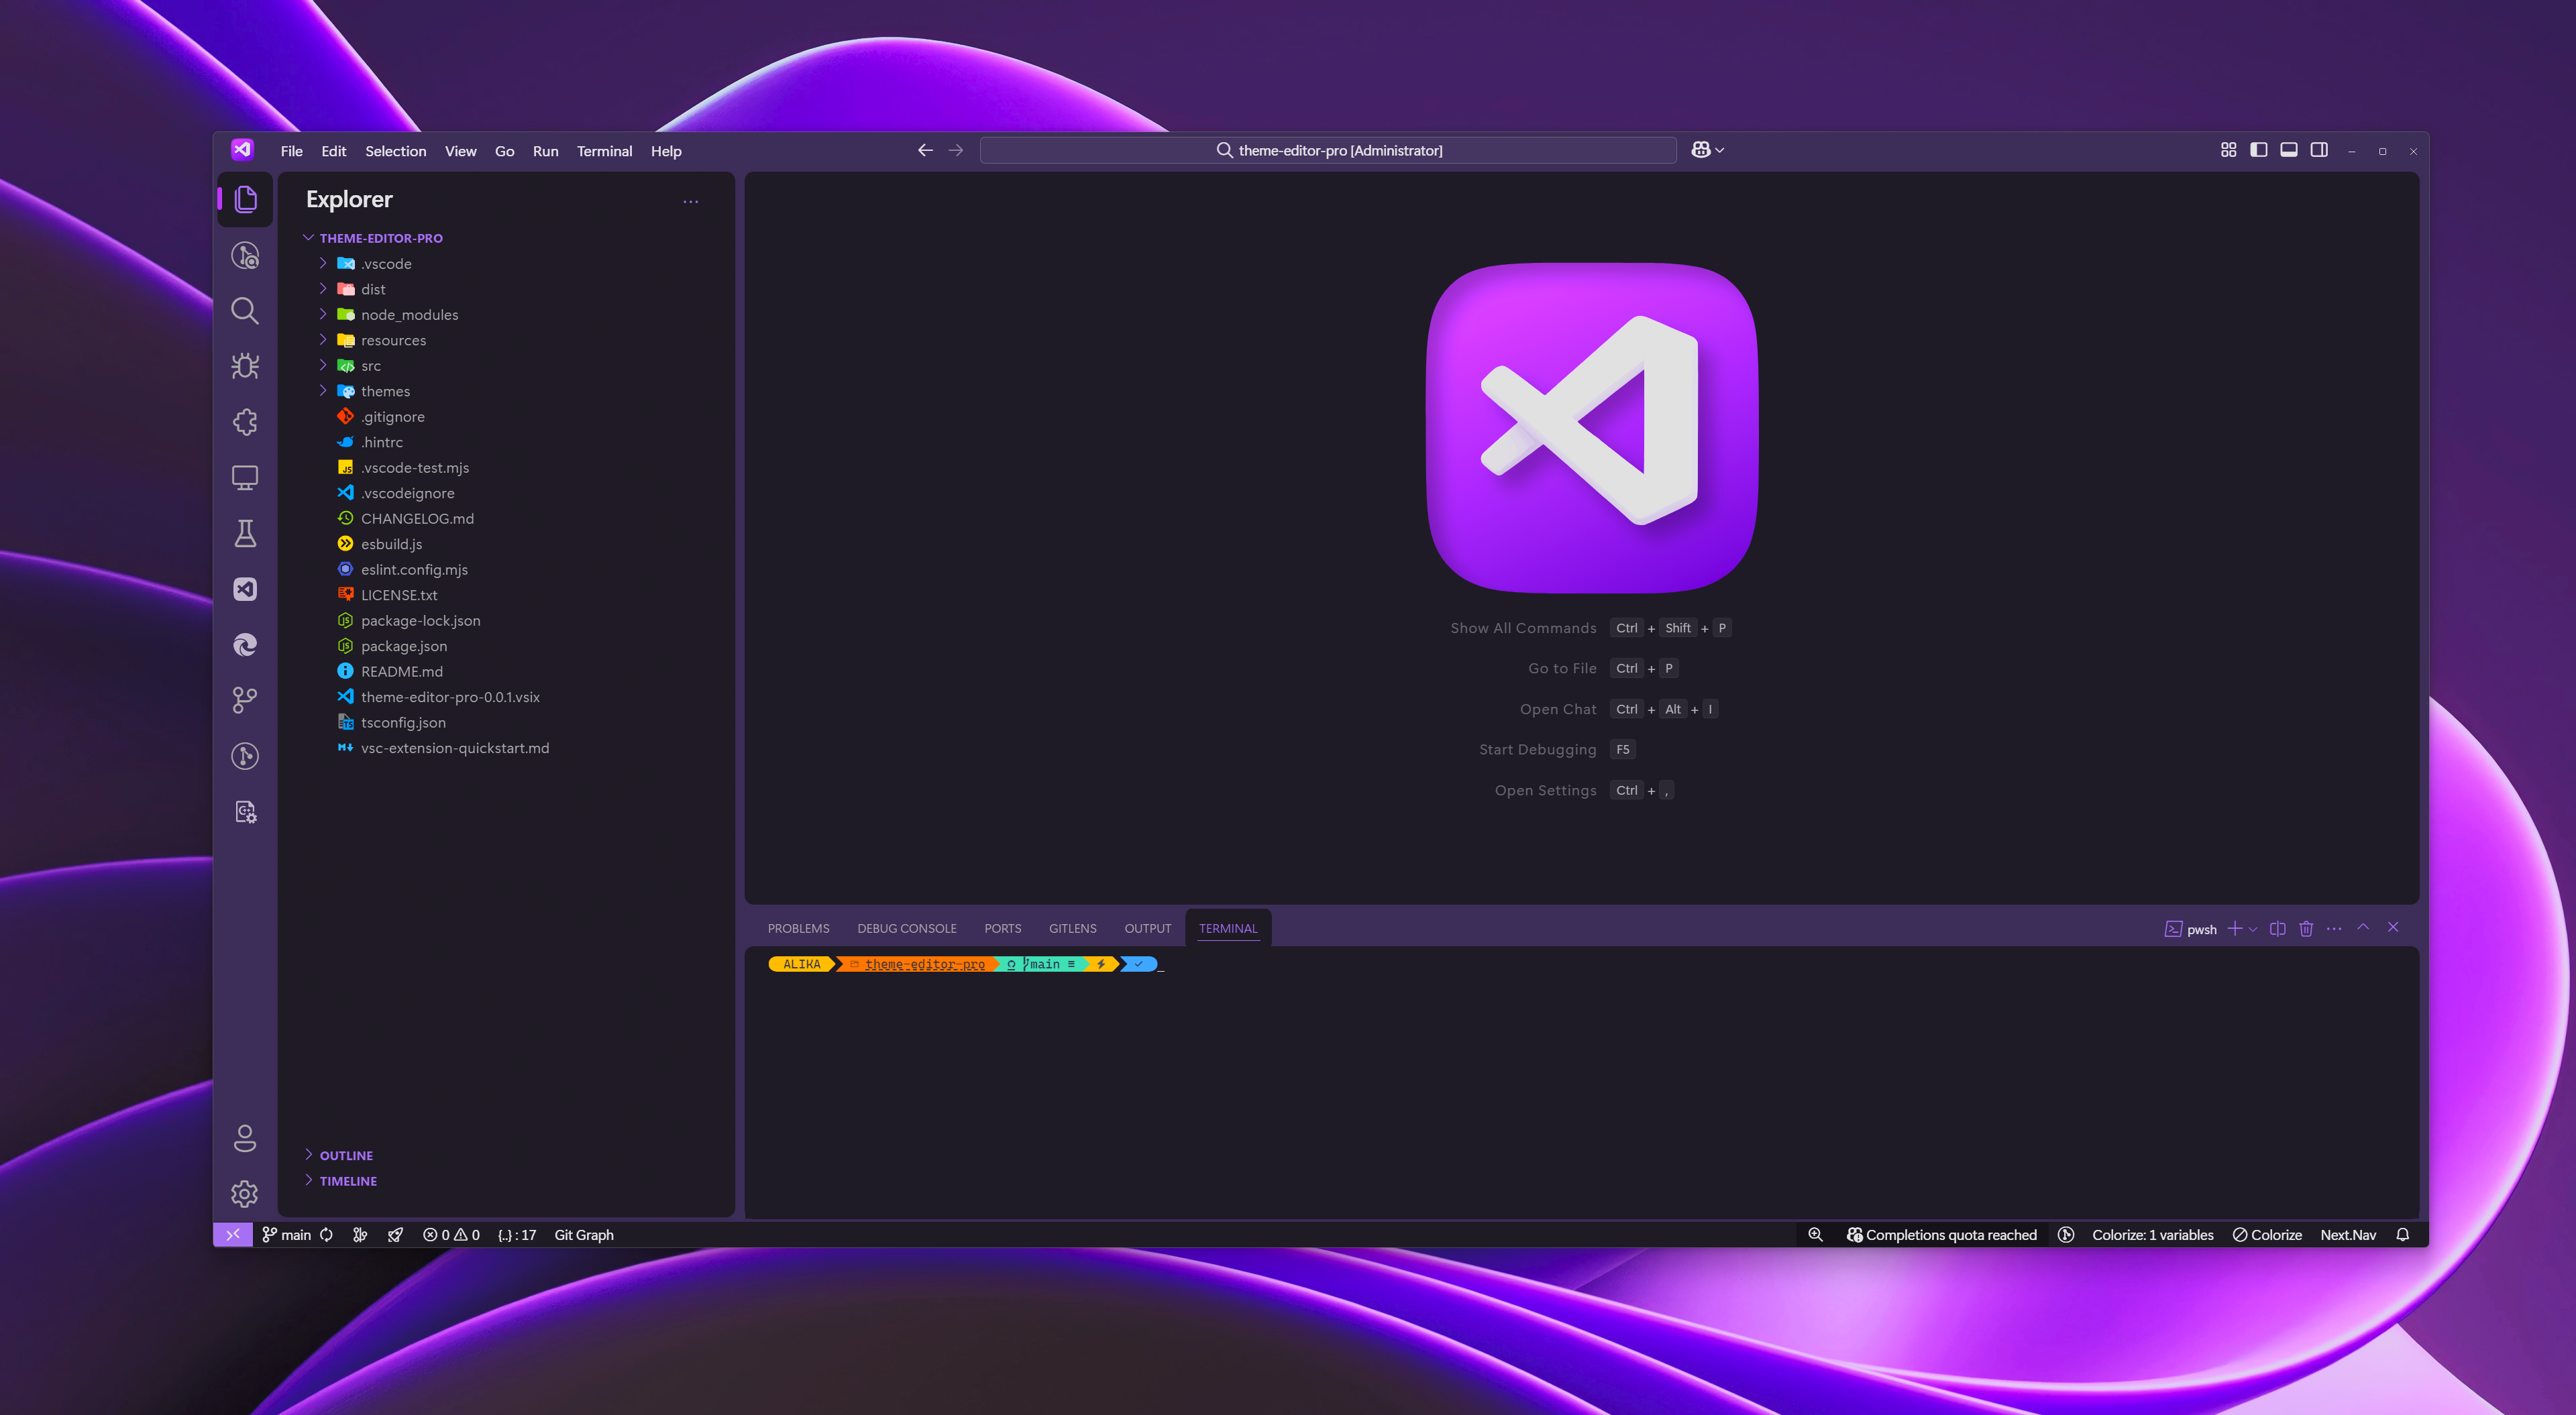 File Edit Selection View Go Run Terminal Help
theme-editor-pro [Administrator]
Explorer
THEME-EDITOR-PRO
.vscode
dist
node_modules
resources
src
themes
.gitignore
.hintrc
.vscode-test.mjs
.vscodeignore
CHANGELOG.md
esbuild.js
eslint.config.mjs
LICENSE.txt
package-lock.json
package.json
README.md
theme-editor-pro-0.0.1.vsix
tsconfig.json
vsc-extension-quickstart.md
OUTLINE
TIMELINE
Show All Commands Ctrl + Shift + P
Go to File Ctrl + P
Open Chat Ctrl + Alt + I
Start Debugging F5
Open Settings Ctrl + ,
PROBLEMS DEBUG CONSOLE PORTS GITLENS OUTPUT TERMINAL
pwsh
ALIKA theme-editor-pro main ≡
main 0 0 {..} : 17 Git Graph
Completions quota reached Colorize: 1 variables Colorize Next.Nav